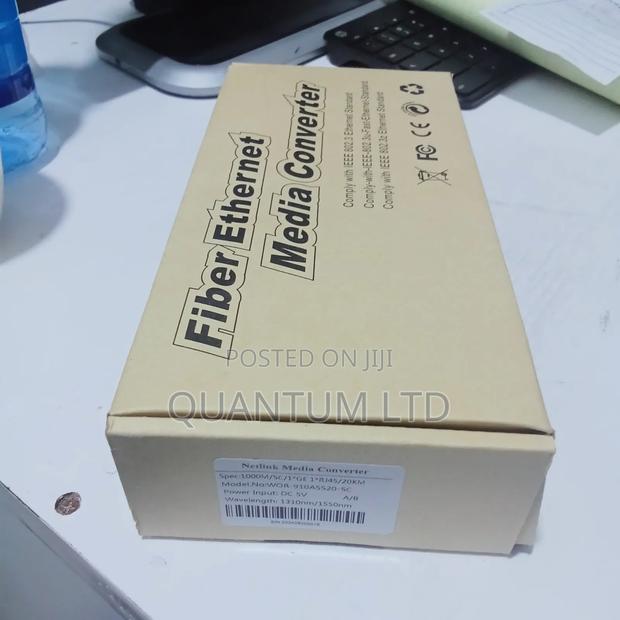 Fiber Ethernet
Media Converter
Comply with IEEE 802.3 Ethernet Standard
Comply-with-IEEE-802.3u-Fast-Ethernet-Standard
Comply with IEEE 802.3z Ethernet Standard
FC CE
POSTED ON JIJI
QUANTUM LTD
Netlink Media Converter
Spec:1000M/SC/1*GE 1*RJ45/20KM
Power Input: DC 5V A/B
Wavelength: 1310nm/1550nm